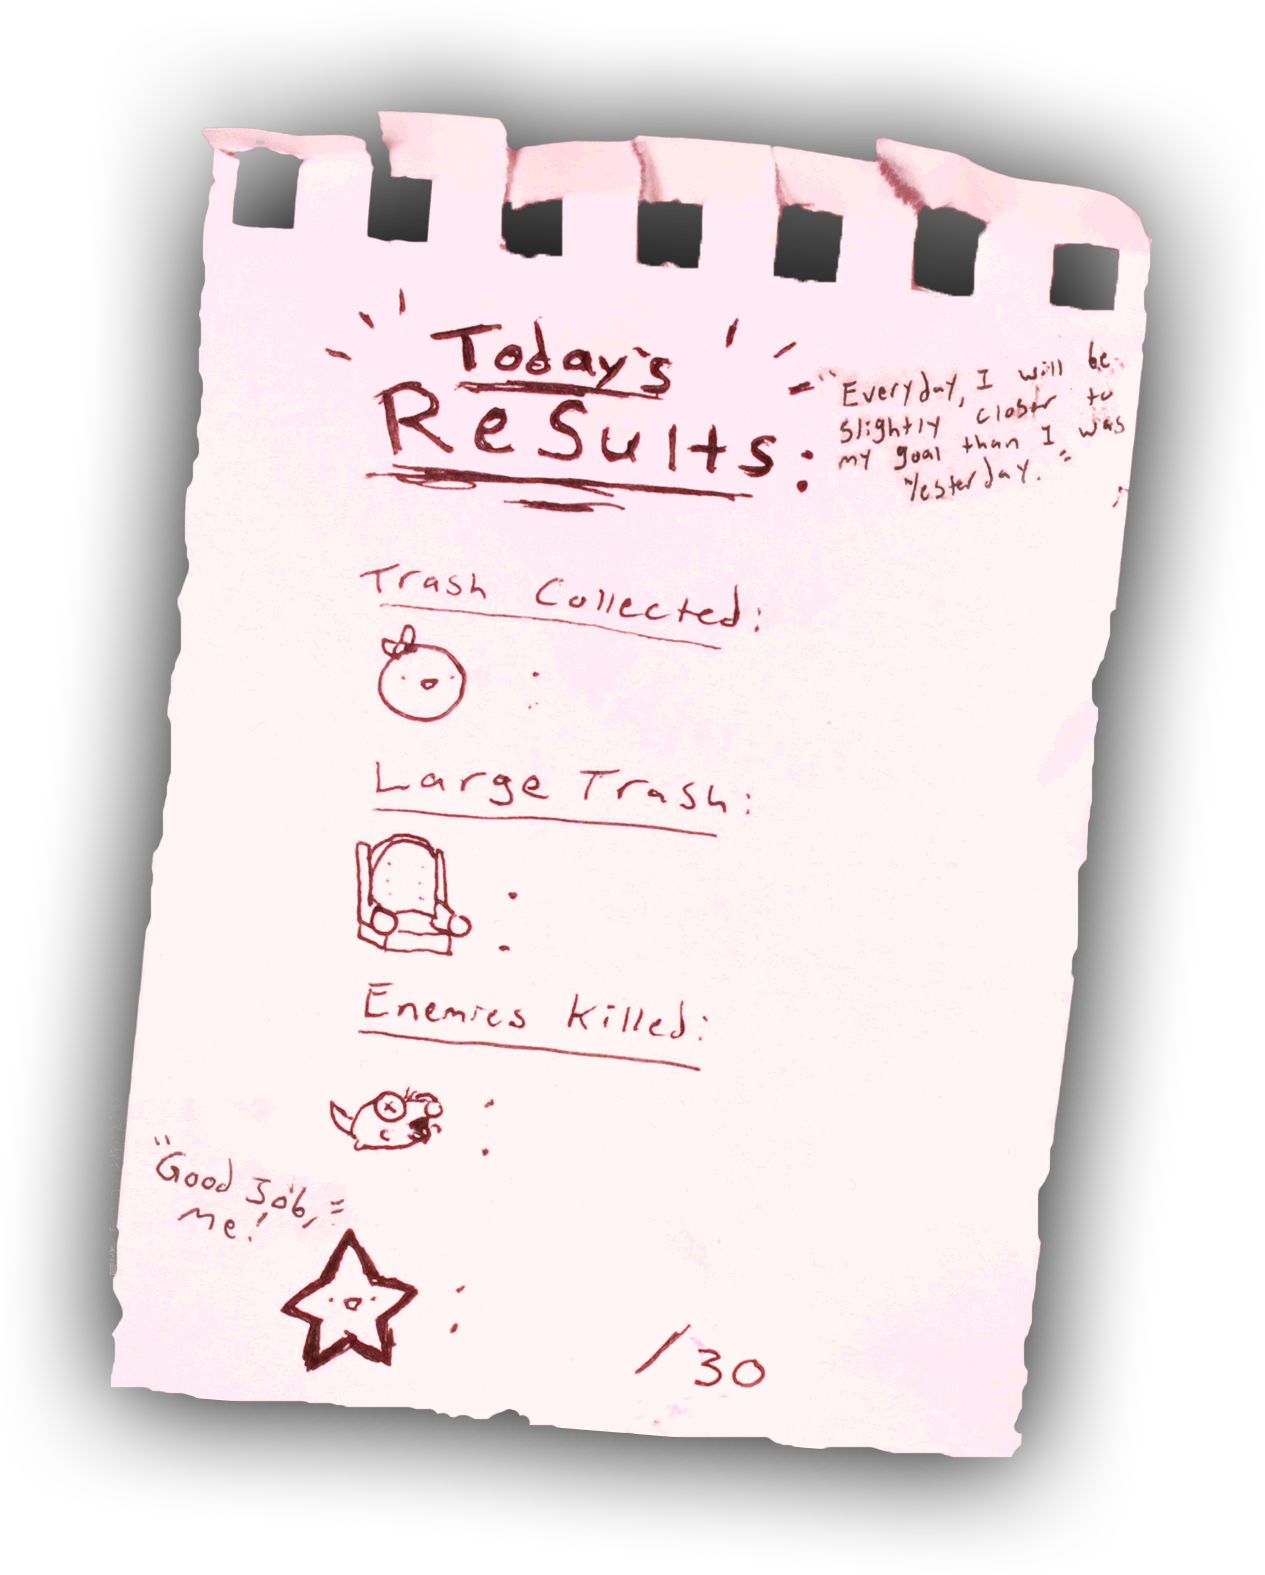 Today's
ReSults:
"Everyday, I will be
slightly closer to
my goal than I was
Yesterday."
Trash Collected:
:
Large Trash:
:
Enemies Killed:
:
"Good Job,"
me!
:
/30